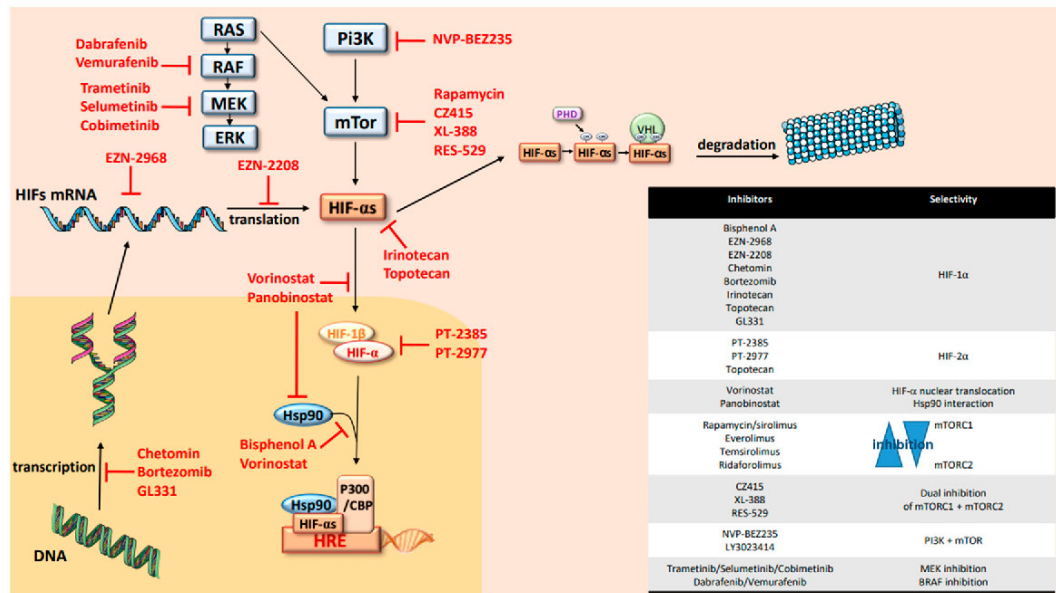 RAS
RAF
MEK
ERK
Dabrafenib
Vemurafenib
Trametinib
Selumetinib
Cobimetinib
Pi3K
NVP-BEZ235
mTor
Rapamycin
CZ415
XL-388
RES-529
EZN-2968
EZN-2208
HIFs mRNA
translation
HIF-αs
Irinotecan
Topotecan
PHD
HIF-αs
HIF-αs
VHL
HIF-αs
degradation
Vorinostat
Panobinostat
HIF-1β
HIF-α
PT-2385
PT-2977
Hsp90
Bisphenol A
Vorinostat
transcription
Chetomin
Bortezomib
GL331
DNA
Hsp90
P300
/CBP
HIF-αs
HRE
Inhibitors Selectivity
Bisphenol A
EZN-2968
EZN-2208
Chetomin
Bortezomib
Irinotecan
Topotecan
GL331
HIF-1α
PT-2385
PT-2977
Topotecan
HIF-2α
Vorinostat
Panobinostat
HIF-α nuclear translocation
Hsp90 interaction
Rapamycin/sirolimus
Everolimus
Temsirolimus
Ridaforolimus
mTORC1
inhibition
mTORC2
CZ415
XL-388
RES-529
Dual inhibition
of mTORC1 + mTORC2
NVP-BEZ235
LY3023414
PI3K + mTOR
Trametinib/Selumetinib/Cobimetinib
Dabrafenib/Vemurafenib
MEK inhibition
BRAF inhibition